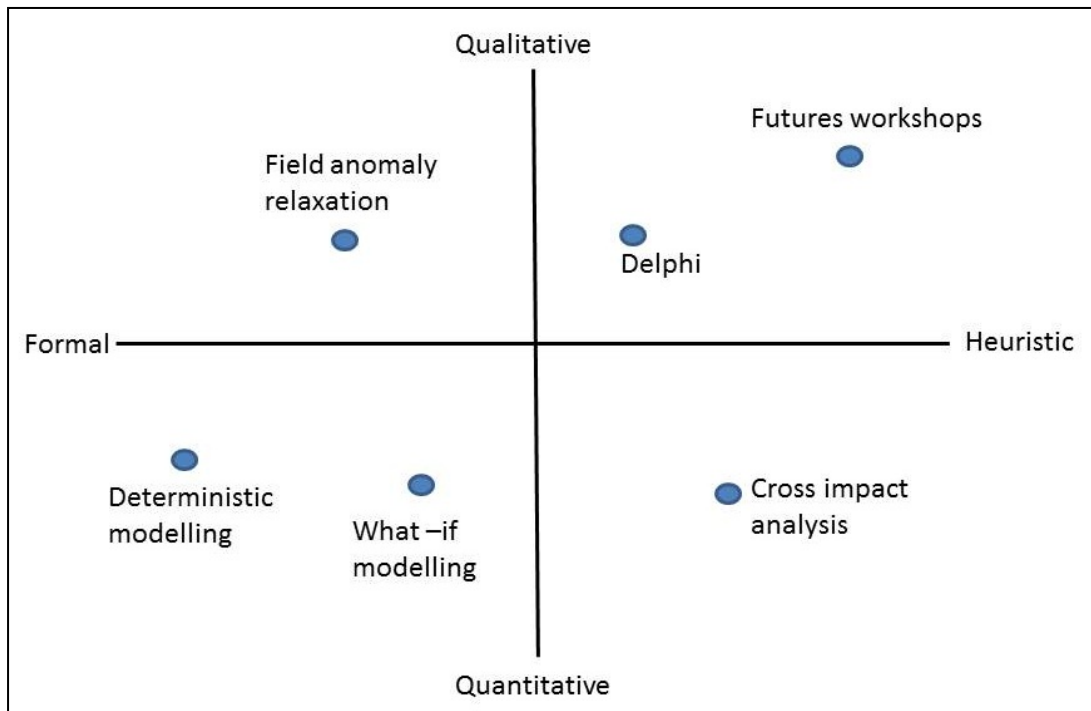 Qualitative
Futures workshops
Field anomaly
relaxation
Delphi
Formal
Heuristic
Deterministic
modelling
What –if
modelling
Cross impact
analysis
Quantitative